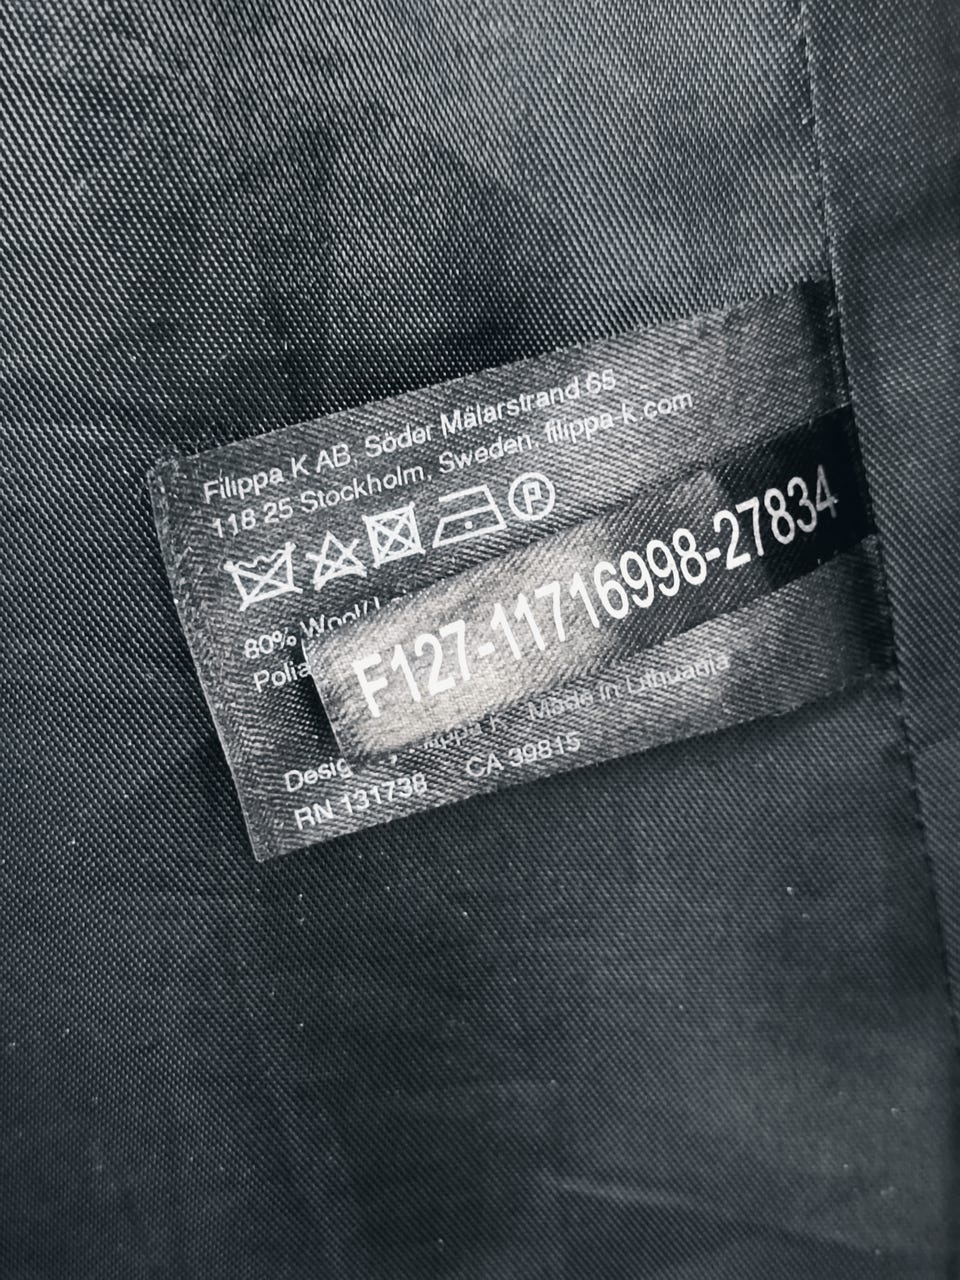 Filippa K AB, Söder Mälarstrand 65
118 25 Stockholm, Sweden, filippa-k.com
P
80% Wool/
F127-11716998-27834
Made in Lithuania
RN 131738 CA 39815